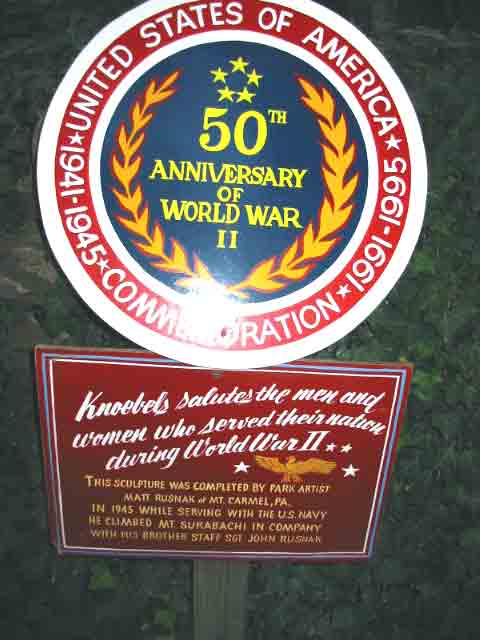 UNITED STATES OF AMERICA
1941-1945
1991-1995
COMMEMORATION
50TH
ANNIVERSARY
OF
WORLD WAR
II
Knoebels salutes the men and
women who served their nation
during World War II
THIS SCULPTURE WAS COMPLETED BY PARK ARTIST
MATT RUSNAK OF MT. CARMEL, PA.
IN 1945 WHILE SERVING WITH THE U.S. NAVY
HE CLIMBED MT SURABACHI IN COMPANY
WITH HIS BROTHER STAFF SGT JOHN RUSNAK